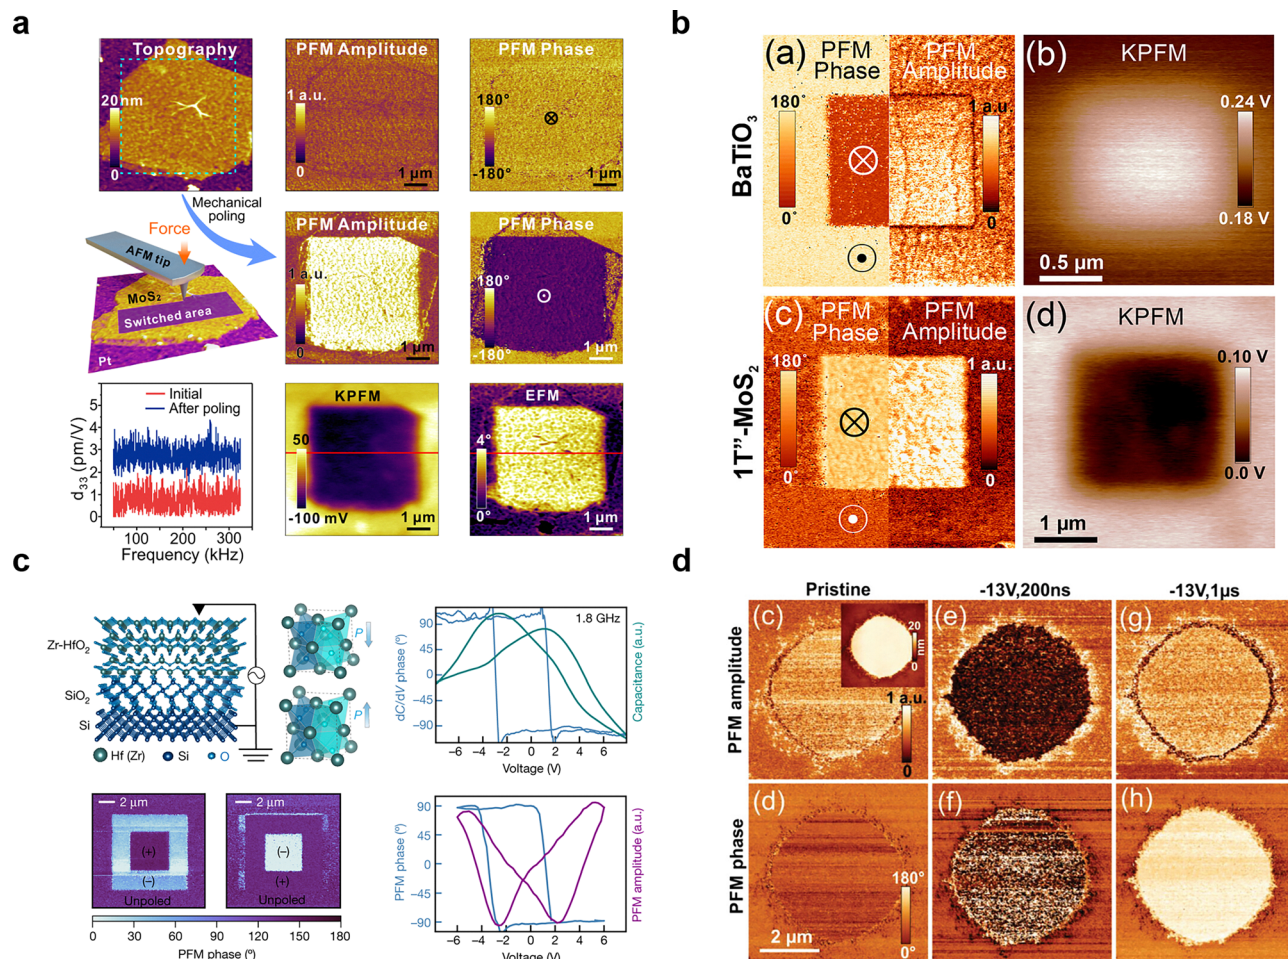 a
Topography
20 nm
0
PFM Amplitude
1 a.u.
0
1 μm
PFM Phase
180°
-180°
1 μm
Mechanical
poling
Force
AFM tip
MoS2
Switched area
Pt
PFM Amplitude
1 a.u.
0
1 μm
PFM Phase
180°
-180°
1 μm
Initial
After poling
d33 (pm/V)
5
4
3
2
1
0
0
100
200
300
Frequency (kHz)
KPFM
50
-100 mV
1 μm
EFM
4°
0°
1 μm
b
BaTiO3
(a)
PFM
Phase
PFM
Amplitude
180°
0°
1 a.u.
0
(b)
KPFM
0.24 V
0.18 V
0.5 μm
1T”-MoS2
(c)
PFM
Phase
PFM
Amplitude
180°
0°
1 a.u.
0
(d)
KPFM
0.10 V
0.0 V
1 μm
c
Zr-HfO2
SiO2
Si
Hf (Zr)
Si
O
P
P
1.8 GHz
dC/dV phase (º)
90
45
0
-45
-90
Capacitance (a.u.)
-6 -4 -2 0 2 4 6
Voltage (V)
2 μm
(+)
(−)
Unpoled
2 μm
(−)
(+)
Unpoled
0 30 60 90 120 150 180
PFM phase (º)
PFM phase (º)
90
45
0
-45
-90
PFM amplitude (a.u.)
-6 -4 -2 0 2 4 6
Voltage (V)
d
Pristine
-13V,200ns
-13V,1μs
PFM amplitude
(c)
20
nm
0
1 a.u.
0
(e)
(g)
PFM phase
(d)
180°
0°
2 μm
(f)
(h)